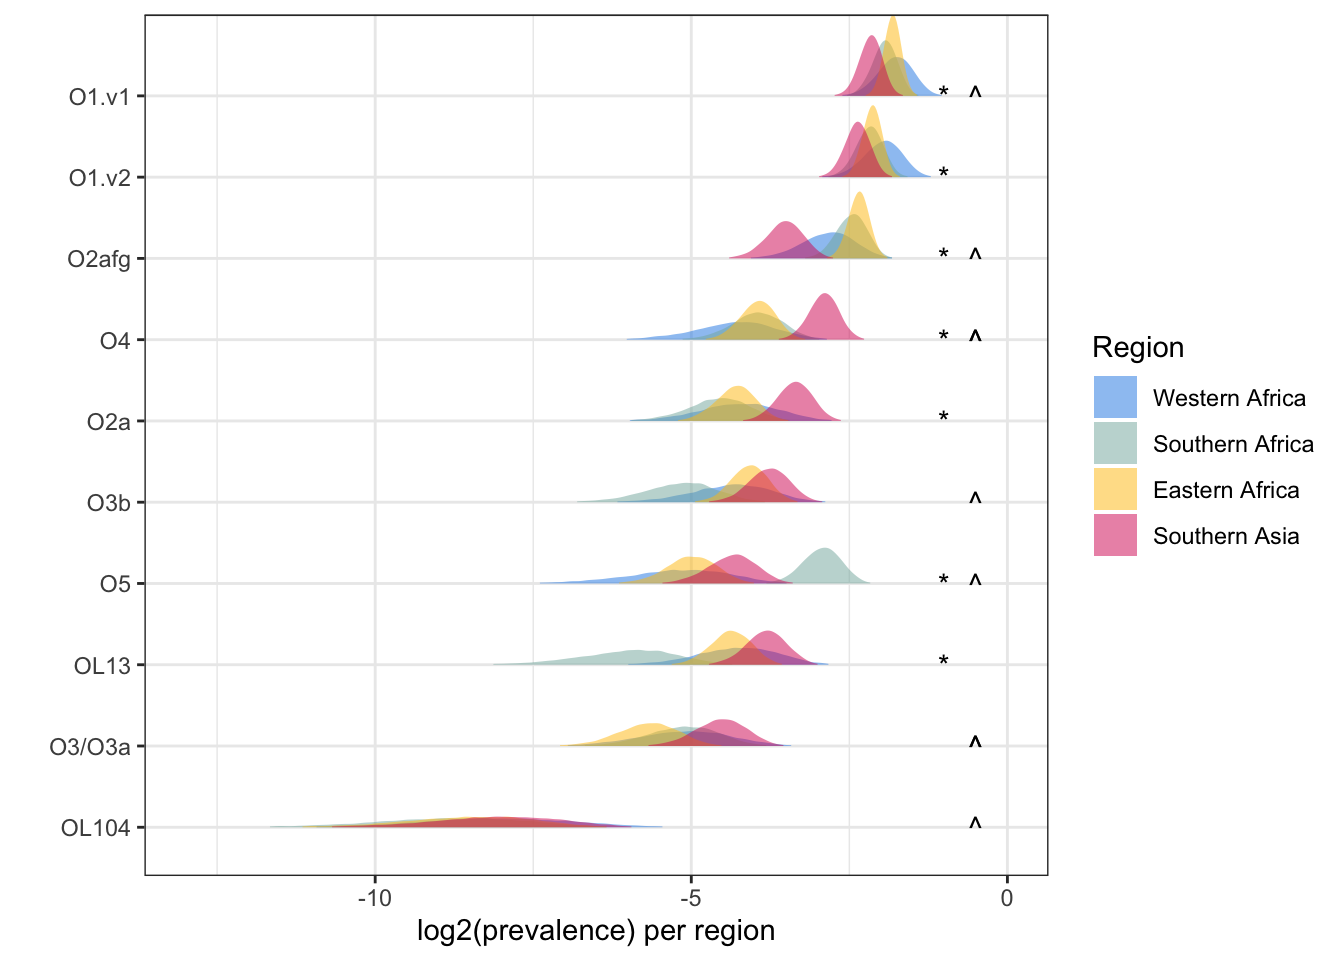 O1.v1 * ^
O1.v2 *
O2afg * ^
O4 * ^
O2a *
O3b ^
O5 * ^
OL13 *
O3/O3a ^
OL104 ^
-10 -5 0
log2(prevalence) per region
Region
Western Africa
Southern Africa
Eastern Africa
Southern Asia